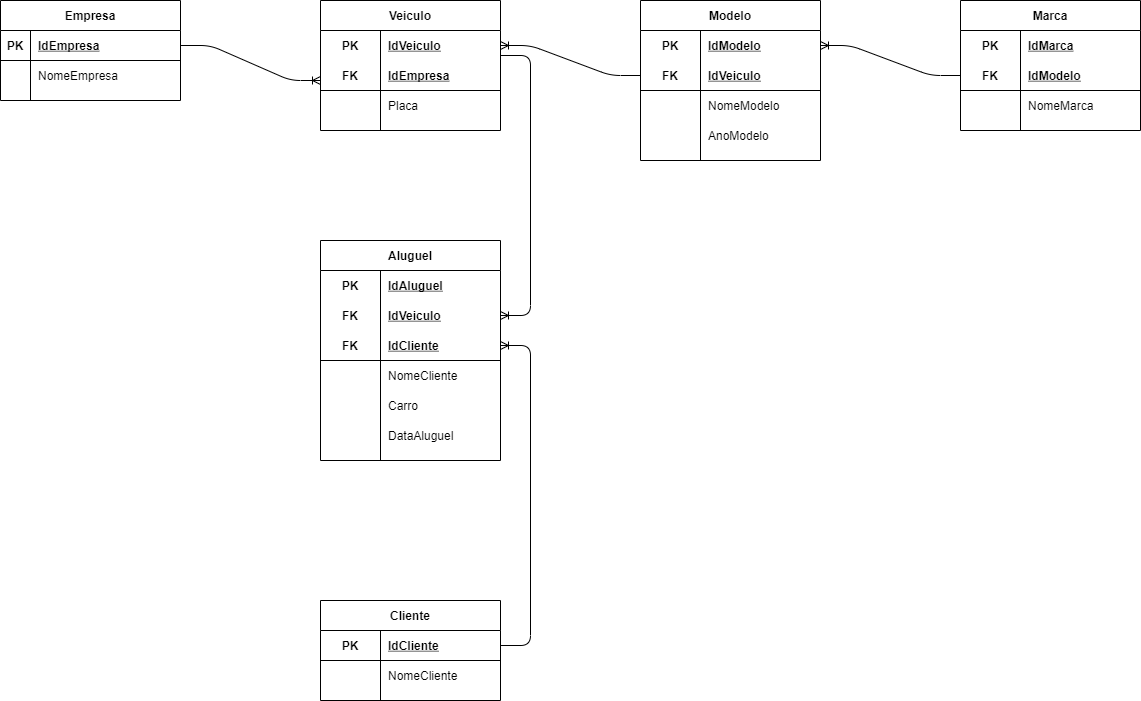 Empresa
PK IdEmpresa
NomeEmpresa
Veiculo
PK IdVeiculo
FK IdEmpresa
Placa
Modelo
PK IdModelo
FK IdVeiculo
NomeModelo
AnoModelo
Marca
PK IdMarca
FK IdModelo
NomeMarca
Aluguel
PK IdAluguel
FK IdVeiculo
FK IdCliente
NomeCliente
Carro
DataAluguel
Cliente
PK IdCliente
NomeCliente